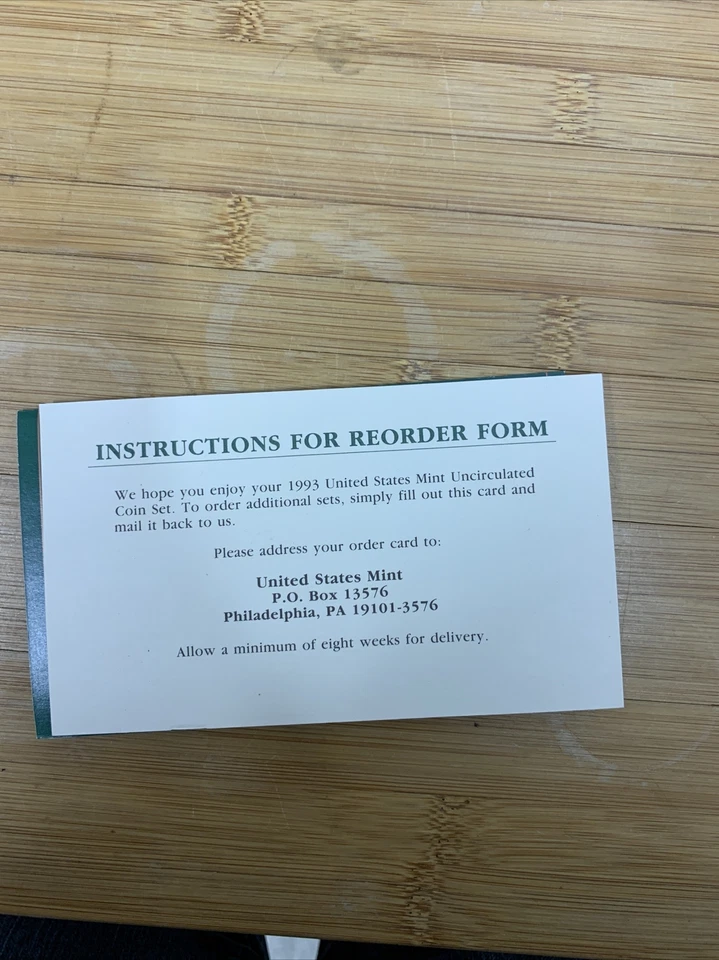 INSTRUCTIONS FOR REORDER FORM
We hope you enjoy your 1993 United States Mint Uncirculated
Coin Set. To order additional sets, simply fill out this card and
mail it back to us.
Please address your order card to:
United States Mint
P.O. Box 13576
Philadelphia, PA 19101-3576
Allow a minimum of eight weeks for delivery.